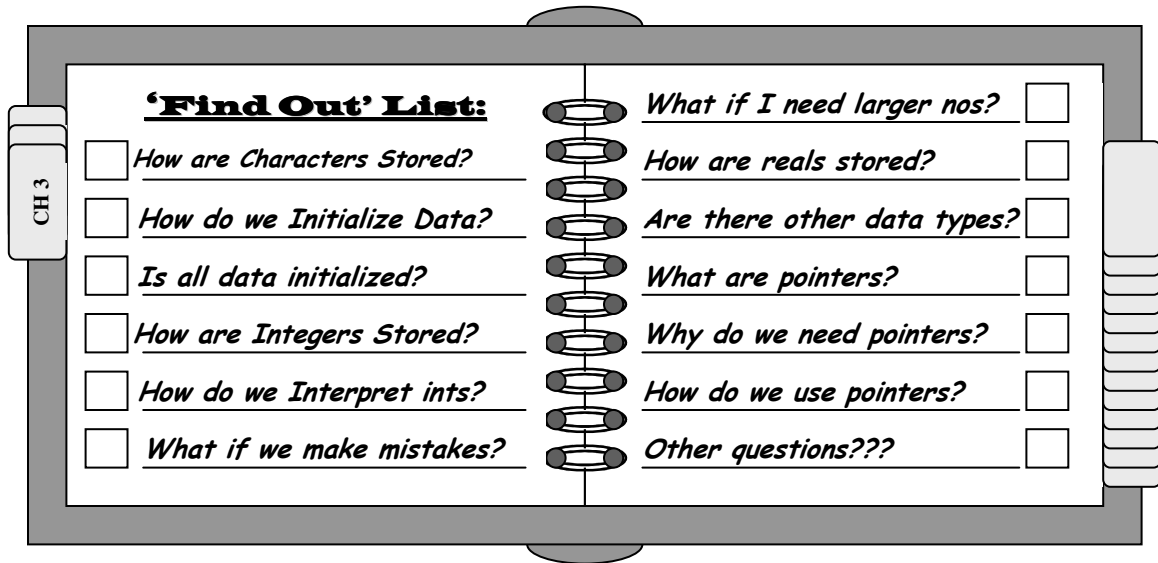 'Find Out' List:
How are Characters Stored?
How do we Initialize Data?
Is all data initialized?
How are Integers Stored?
How do we Interpret ints?
What if we make mistakes?
What if I need larger nos?
How are reals stored?
Are there other data types?
What are pointers?
Why do we need pointers?
How do we use pointers?
Other questions???
CH 3